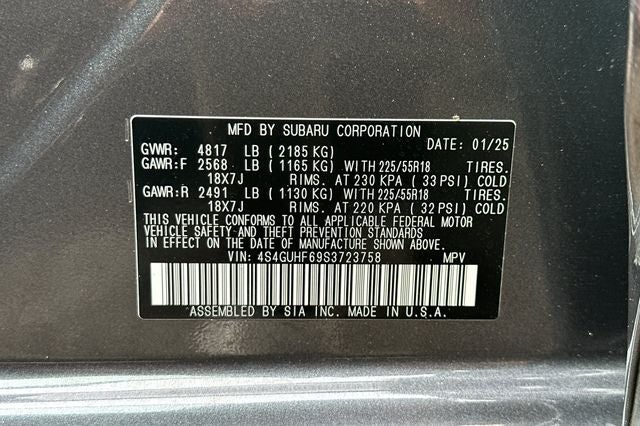 MFD BY SUBARU CORPORATION DATE: 01/25
GVWR: 4817 LB (2185 KG)
GAWR:F 2568 LB (1165 KG) WITH 225/55R18 TIRES.
18X7J RIMS. AT 230 KPA (33 PSI) COLD
GAWR:R 2491 LB (1130 KG) WITH 225/55R18 TIRES.
18X7J RIMS. AT 220 KPA (32 PSI) COLD
THIS VEHICLE CONFORMS TO ALL APPLICABLE FEDERAL MOTOR
VEHICLE SAFETY AND THEFT PREVENTION STANDARDS
IN EFFECT ON THE DATE OF MANUFACTURE SHOWN ABOVE.
VIN: 4S4GUHF69S3723758 MPV
ASSEMBLED BY SIA INC. MADE IN U.S.A.